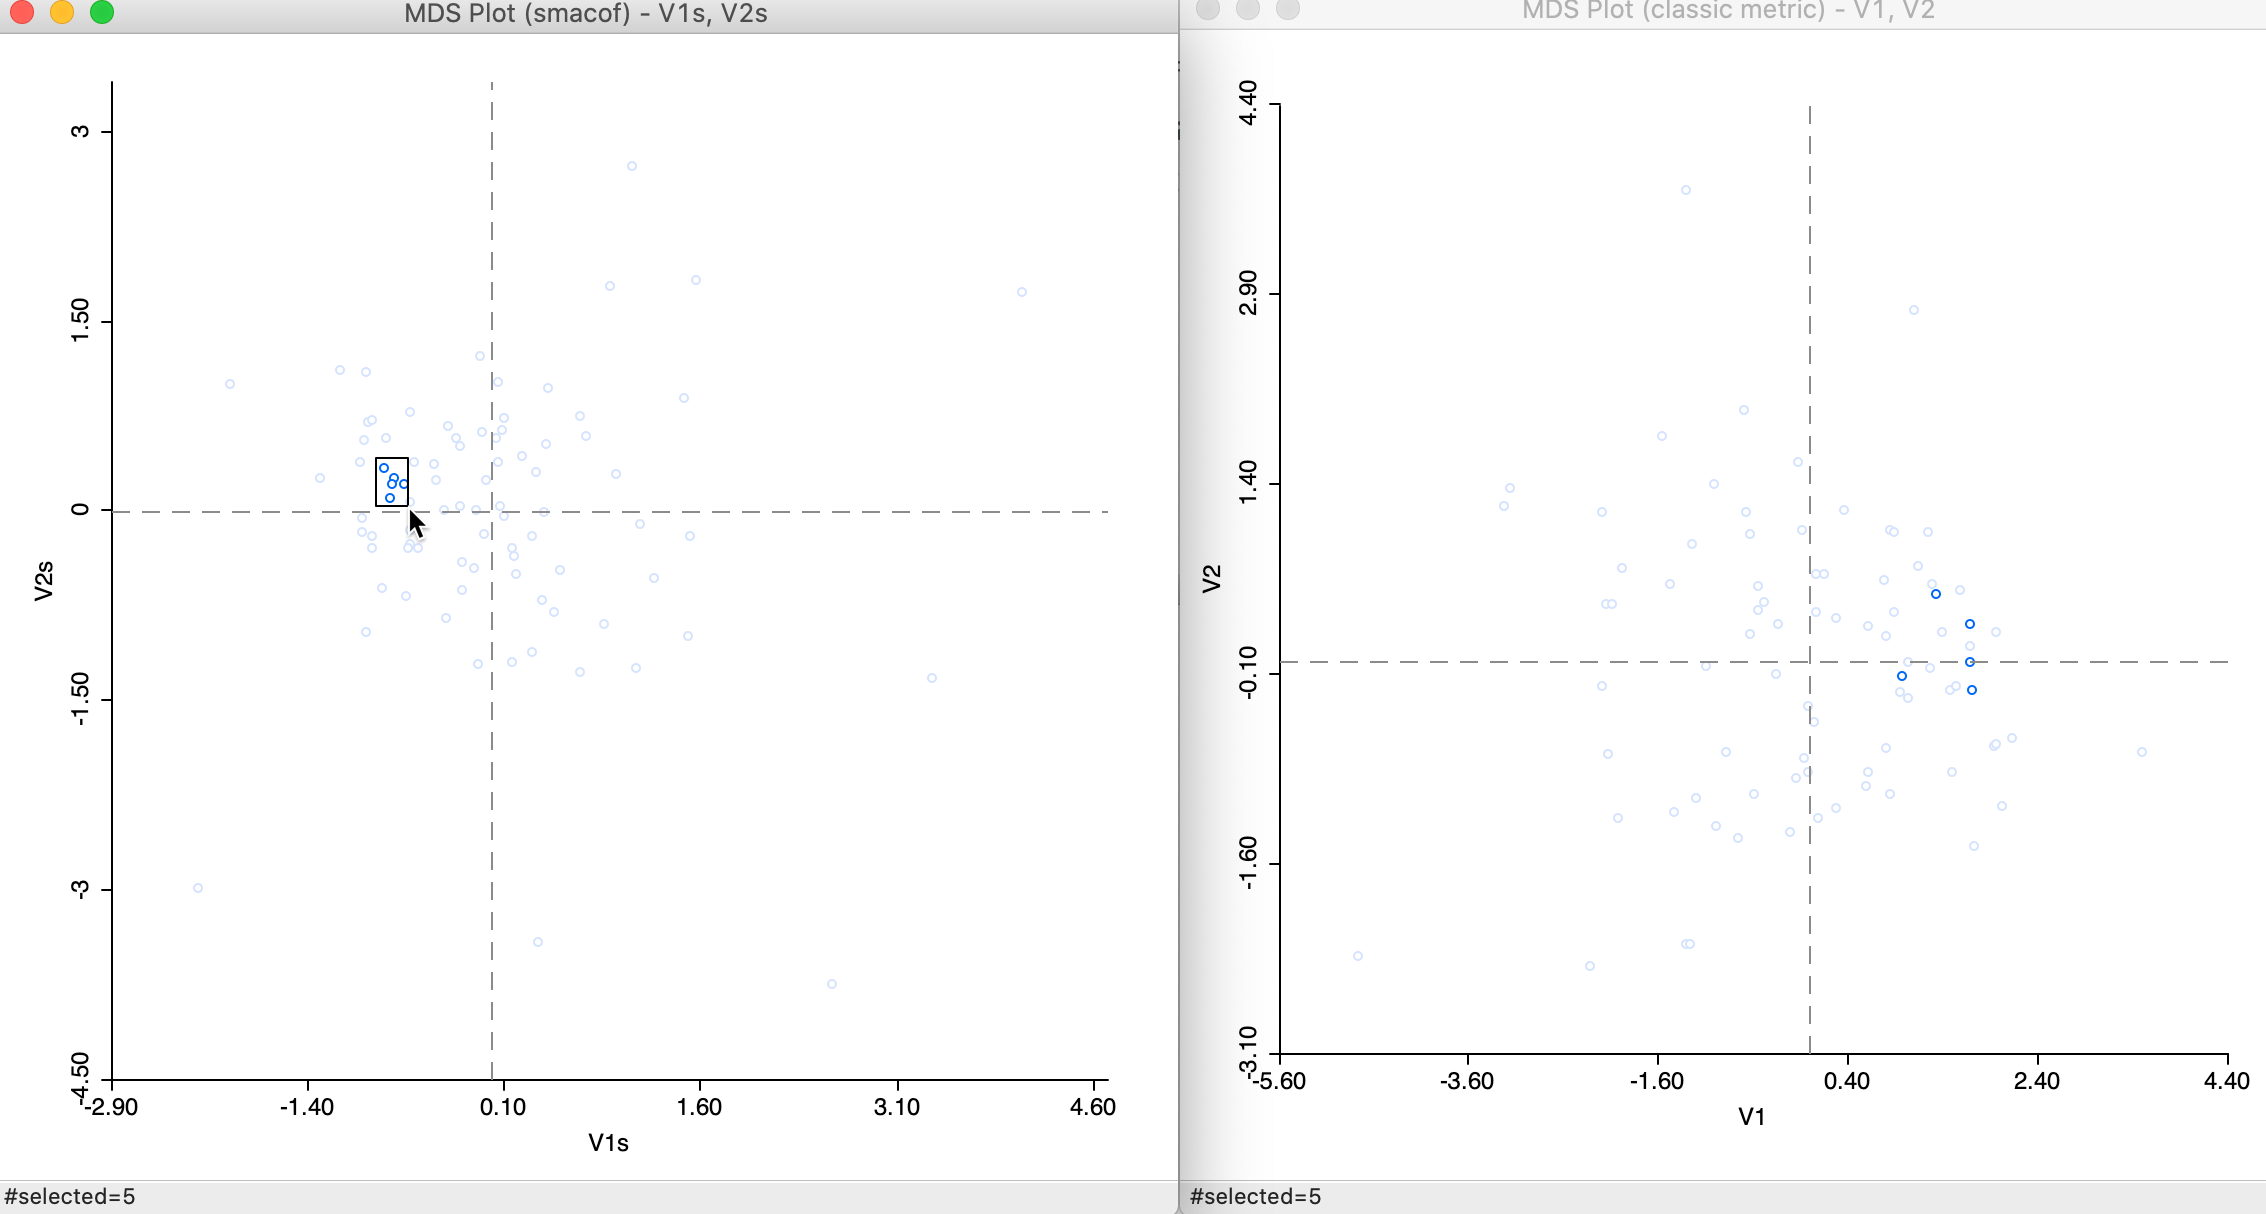 MDS Plot (smacof) - V1s, V2s
3
1.50
0
-1.50
-3
-4.50
V2s
-2.90 -1.40 0.10 1.60 3.10 4.60
V1s
#selected=5
MDS Plot (classic metric) - V1, V2
4.40
2.90
1.40
-0.10
-1.60
-3.10
V2
-5.60 -3.60 -1.60 0.40 2.40 4.40
V1
#selected=5